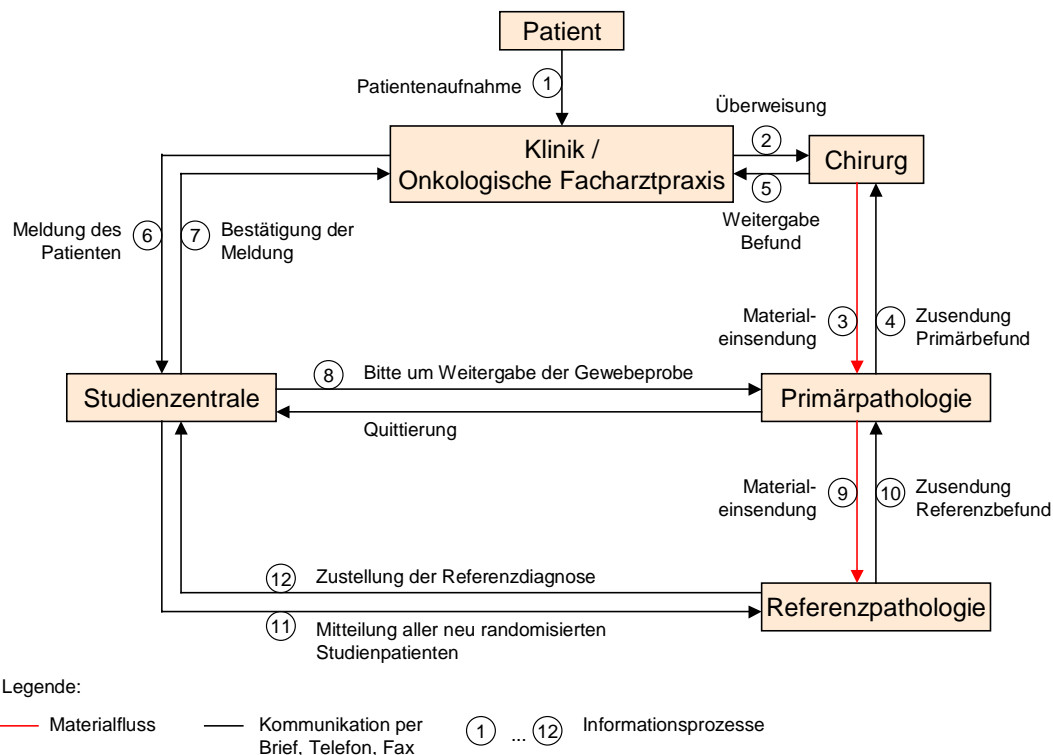 Patient
Patientenaufnahme
1
Überweisung
Klinik /
Onkologische Facharztpraxis
2
Chirurg
5
Weitergabe
Befund
Meldung des
Patienten
6
7
Bestätigung der
Meldung
Material-
einsendung
3
4
Zusendung
Primärbefund
8
Bitte um Weitergabe der Gewebeprobe
Studienzentrale
Primärpathologie
Quittierung
Material-
einsendung
9
10
Zusendung
Referenzbefund
12
Zustellung der Referenzdiagnose
Referenzpathologie
11
Mitteilung aller neu randomisierten
Studienpatienten
Legende:
Materialfluss
Kommunikation per
Brief, Telefon, Fax
1 ... 12
Informationsprozesse